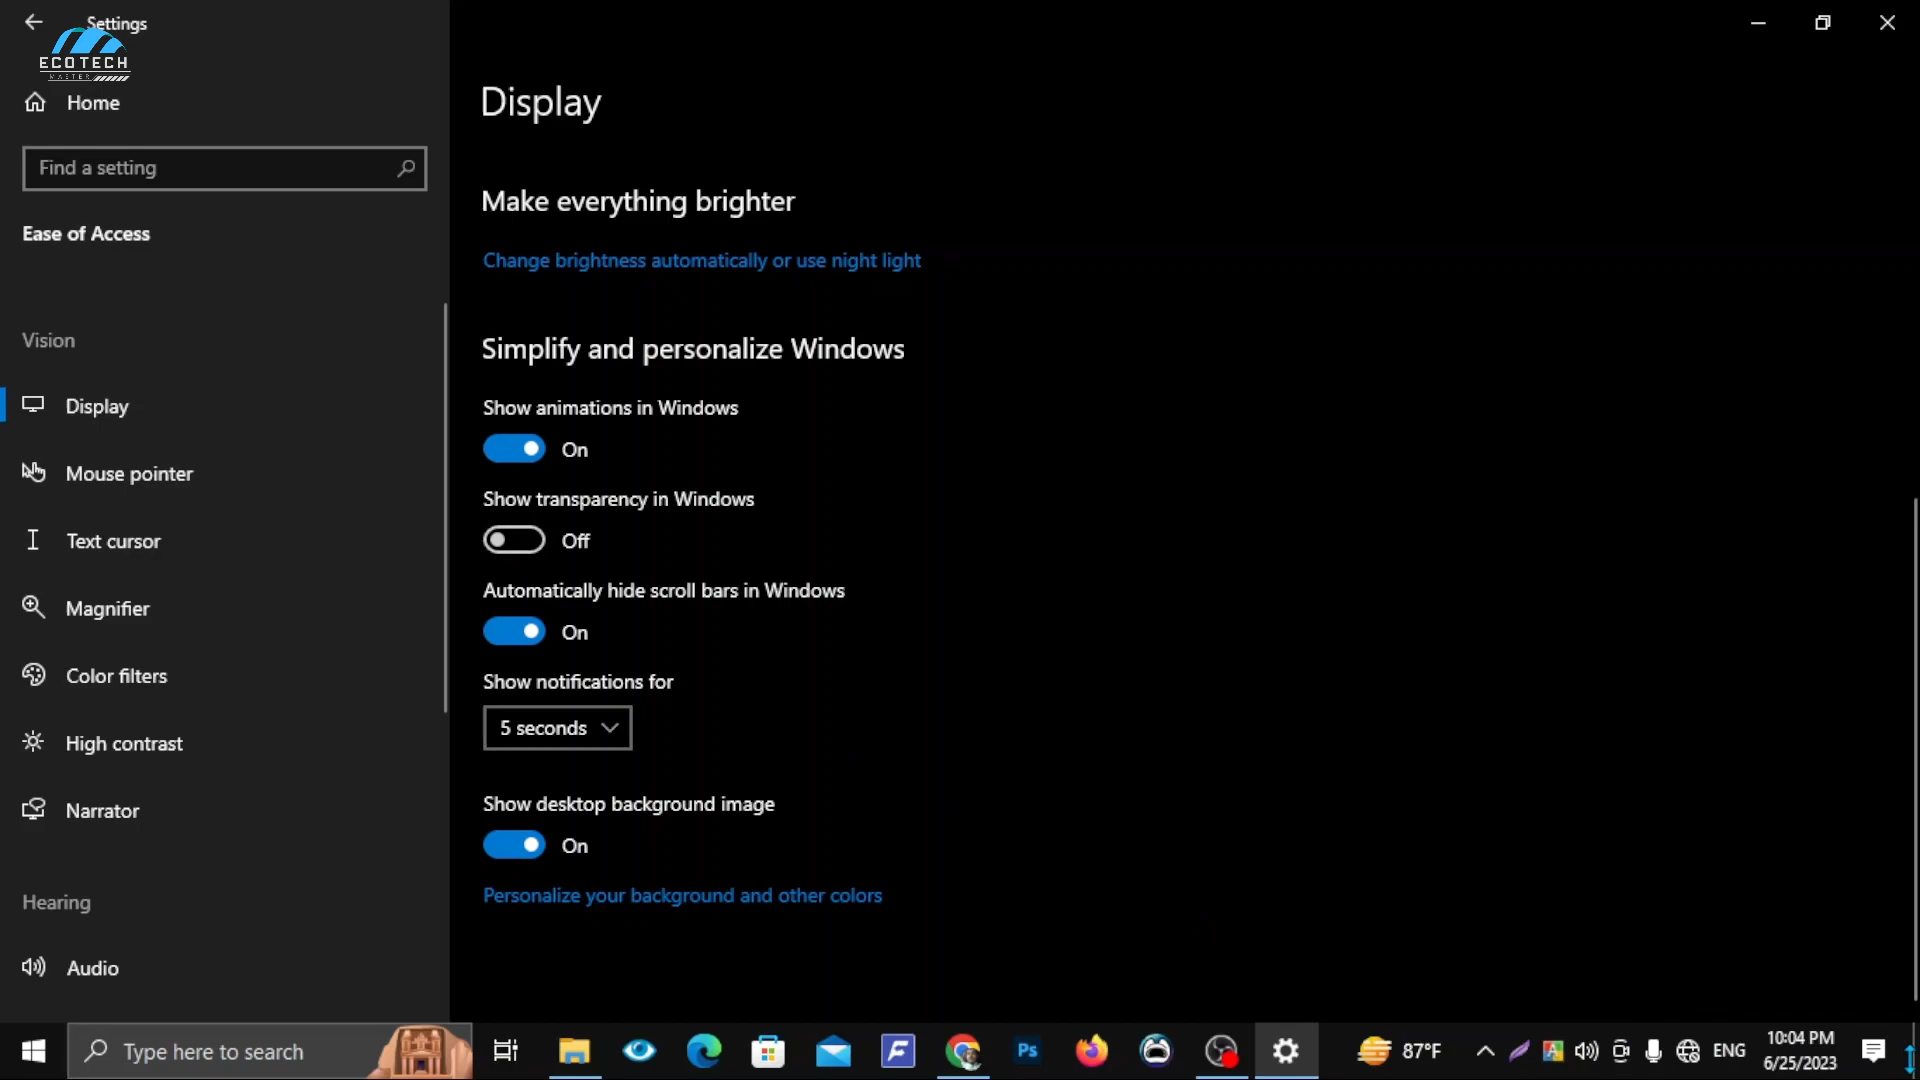 Settings
ECOTECH
MASTER
Home
Find a setting
Ease of Access
Vision
Display
Mouse pointer
Text cursor
Magnifier
Color filters
High contrast
Narrator
Hearing
Audio
Display
Make everything brighter
Change brightness automatically or use night light
Simplify and personalize Windows
Show animations in Windows
On
Show transparency in Windows
Off
Automatically hide scroll bars in Windows
On
Show notifications for
5 seconds
Show desktop background image
On
Personalize your background and other colors
Type here to search
F
Ps
87°F
A
ENG
10:04 PM
6/25/2023